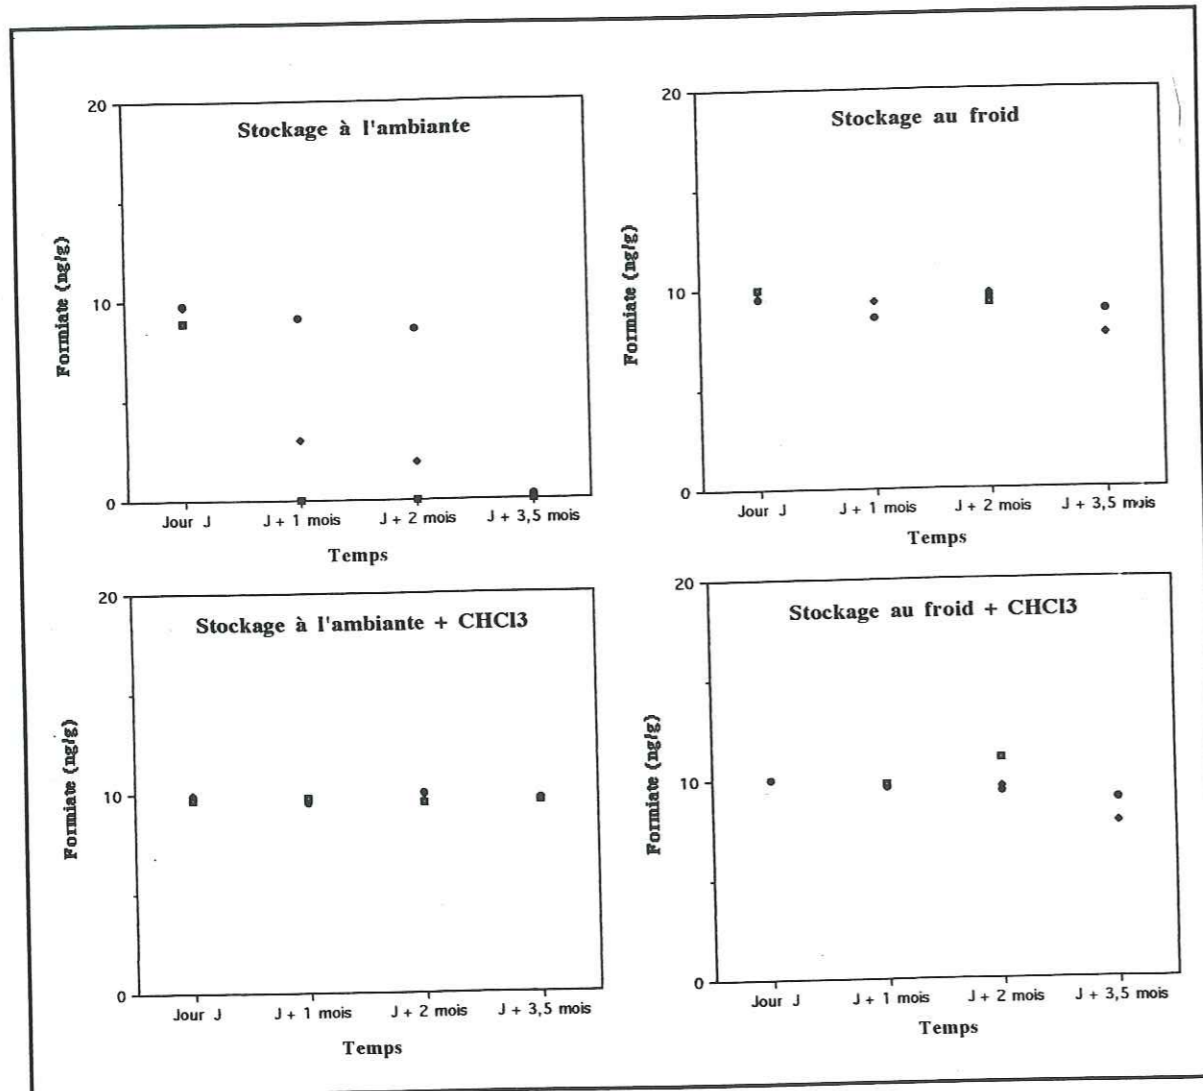 Stockage à l'ambiante
20
10
0
Formiate (ng/g)
Jour J
J + 1 mois
J + 2 mois
J + 3,5 mois
Temps
Stockage au froid
20
10
0
Formiate (ng/g)
Jour J
J + 1 mois
J + 2 mois
J + 3,5 mois
Temps
Stockage à l'ambiante + CHCl3
20
10
0
Formiate (ng/g)
Jour J
J + 1 mois
J + 2 mois
J + 3,5 mois
Temps
Stockage au froid + CHCl3
20
10
0
Formiate (ng/g)
Jour J
J + 1 mois
J + 2 mois
J + 3,5 mois
Temps